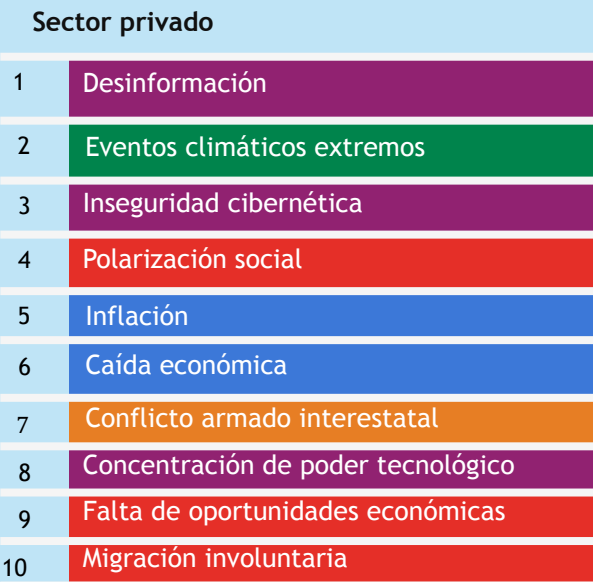 Sector privado
1 Desinformación
2 Eventos climáticos extremos
3 Inseguridad cibernética
4 Polarización social
5 Inflación
6 Caída económica
7 Conflicto armado interestatal
8 Concentración de poder tecnológico
9 Falta de oportunidades económicas
10 Migración involuntaria